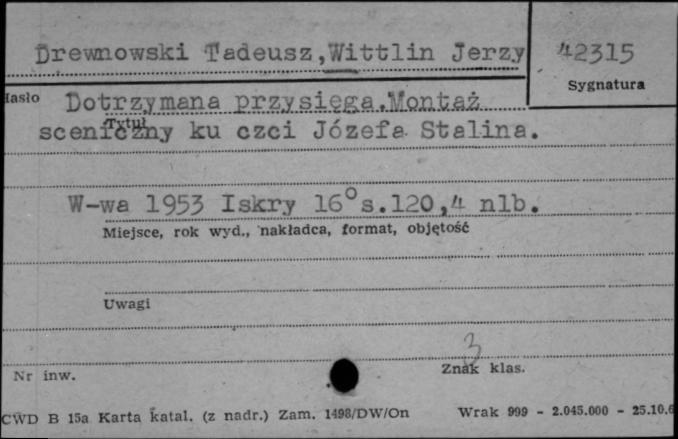 Drewnowski Tadeusz,Wittlin Jerzy 42315
Sygnatura
Hasło Dotrzymana przysięga.Montaż
Tytuł
sceniczny ku czci Józefa Stalina.
W-wa 1953 Iskry 16° s.120,4 nlb.
Miejsce, rok wyd., nakładca, format, objętość
Uwagi
3
Nr inw. Znak klas.
CWD B 15a Karta katal. (z nadr.) Zam. 1498/DW/On Wrak 999 - 2.045.000 - 25.10.6